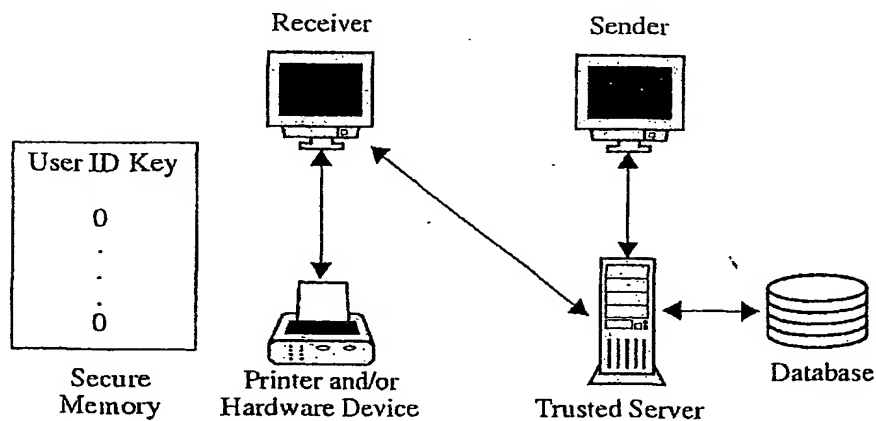 Receiver
Sender
User ID Key
0
.
.
.
0
Secure
Memory
Printer and/or
Hardware Device
Trusted Server
Database